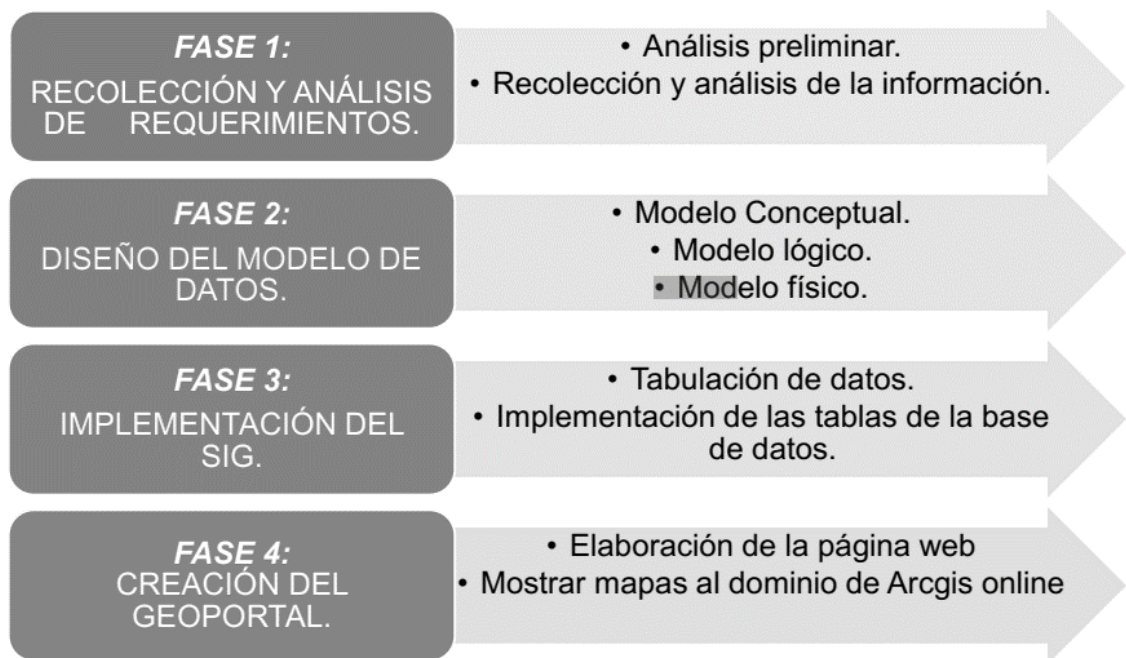 FASE 1:
RECOLECCIÓN Y ANÁLISIS
DE REQUERIMIENTOS.
• Análisis preliminar.
• Recolección y análisis de la información.
FASE 2:
DISEÑO DEL MODELO DE
DATOS.
• Modelo Conceptual.
• Modelo lógico.
• Modelo físico.
FASE 3:
IMPLEMENTACIÓN DEL
SIG.
• Tabulación de datos.
• Implementación de las tablas de la base
de datos.
FASE 4:
CREACIÓN DEL
GEOPORTAL.
• Elaboración de la página web
• Mostrar mapas al dominio de Arcgis online